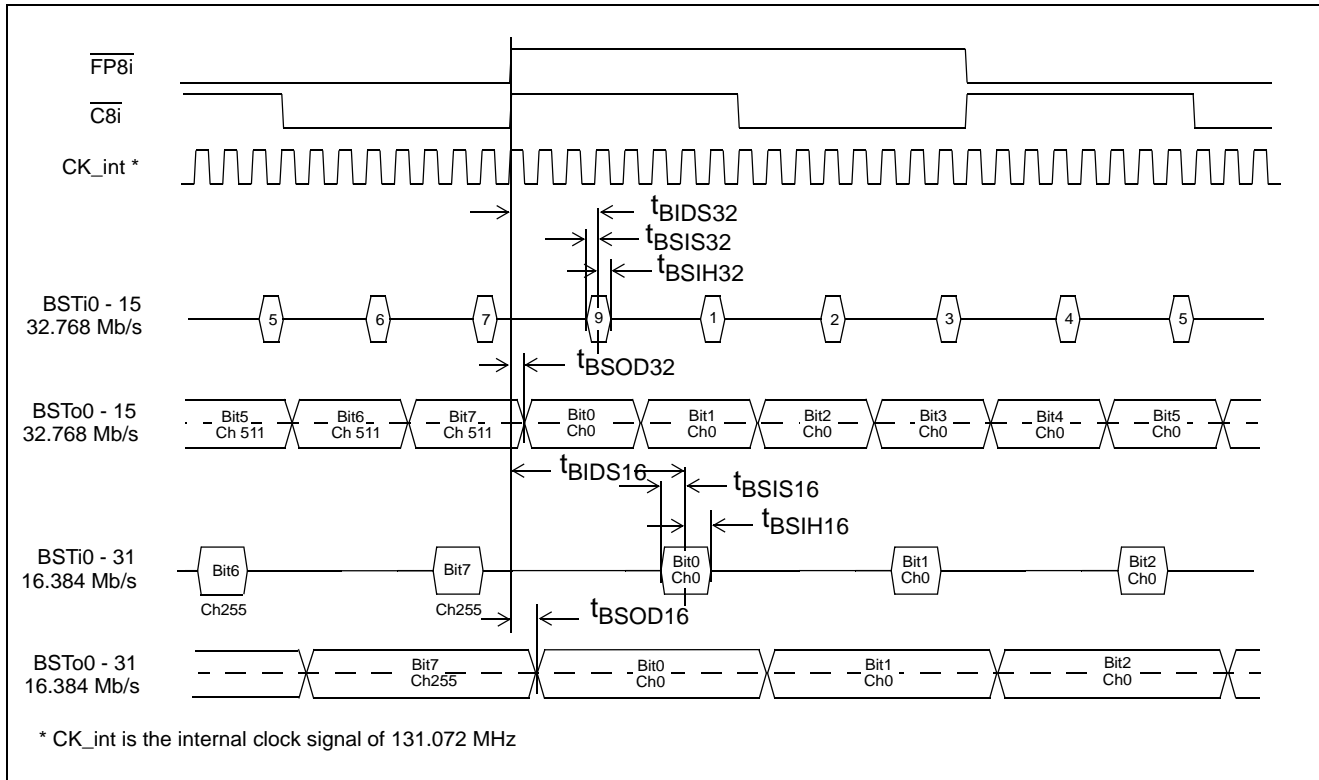 FP8i
C8i
CK_int *
tBIDS32
tBSIS32
tBSIH32
BSTi0 - 15
32.768 Mb/s
5 6 7 9 1 2 3 4 5
tBSOD32
BSTo0 - 15
32.768 Mb/s
Bit5 Bit6 Bit7 Bit0 Bit1 Bit2 Bit3 Bit4 Bit5
Ch 511 Ch 511 Ch 511 Ch0 Ch0 Ch0 Ch0 Ch0 Ch0
tBIDS16
tBSIS16
tBSIH16
BSTi0 - 31
16.384 Mb/s
Bit6 Bit7 Bit0 Bit1 Bit2
Ch0 Ch0 Ch0
Ch255 Ch255
tBSOD16
BSTo0 - 31
16.384 Mb/s
Bit7 Bit0 Bit1 Bit2
Ch255 Ch0 Ch0 Ch0
* CK_int is the internal clock signal of 131.072 MHz